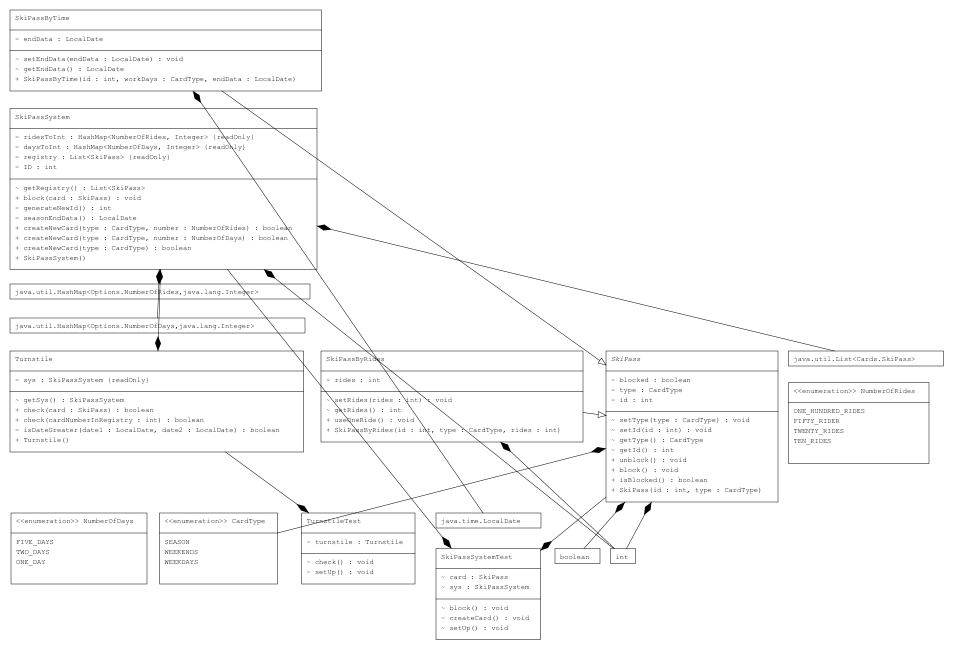 SkiPassByTime
- endData : LocalDate
~ setEndData(endData : LocalDate) : void
~ getEndData() : LocalDate
+ SkiPassByTime(id : int, workDays : CardType, endData : LocalDate)
SkiPassSystem
- ridesToInt : HashMap<NumberOfRides, Integer> {readOnly}
- daysToInt : HashMap<NumberOfDays, Integer> {readOnly}
- registry : List<SkiPass> {readOnly}
- ID : int
~ getRegistry() : List<SkiPass>
+ block(card : SkiPass) : void
- generateNewId() : int
- seasonEndData() : LocalDate
+ createNewCard(type : CardType, number : NumberOfRides) : boolean
+ createNewCard(type : CardType, number : NumberOfDays) : boolean
+ createNewCard(type : CardType) : boolean
+ SkiPassSystem()
java.util.HashMap<Options.NumberOfRides,java.lang.Integer>
java.util.HashMap<Options.NumberOfDays,java.lang.Integer>
Turnstile
- sys : SkiPassSystem {readOnly}
~ getSys() : SkiPassSystem
+ check(card : SkiPass) : boolean
+ check(cardNumberInRegistry : int) : boolean
- isDateGreater(date1 : LocalDate, date2 : LocalDate) : boolean
+ Turnstile()
SkiPassByRides
- rides : int
~ setRides(rides : int) : void
~ getRides() : int
+ useOneRide() : void
+ SkiPassByRides(id : int, type : CardType, rides : int)
SkiPass
- blocked : boolean
- type : CardType
- id : int
~ setType(type : CardType) : void
~ setId(id : int) : void
~ getType() : CardType
~ getId() : int
+ unblock() : void
+ block() : void
+ isBlocked() : boolean
+ SkiPass(id : int, type : CardType)
java.util.List<Cards.SkiPass>
<<enumeration>> NumberOfRides
ONE_HUNDRED_RIDES
FIFTY_RIDER
TWENTY_RIDES
TEN_RIDES
<<enumeration>> NumberOfDays
FIVE_DAYS
TWO_DAYS
ONE_DAY
<<enumeration>> CardType
SEASON
WEEKENDS
WEEKDAYS
TurnstileTest
~ turnstile : Turnstile
~ check() : void
~ setUp() : void
java.time.LocalDate
SkiPassSystemTest
~ card : SkiPass
~ sys : SkiPassSystem
~ block() : void
~ createCard() : void
~ setUp() : void
boolean
int